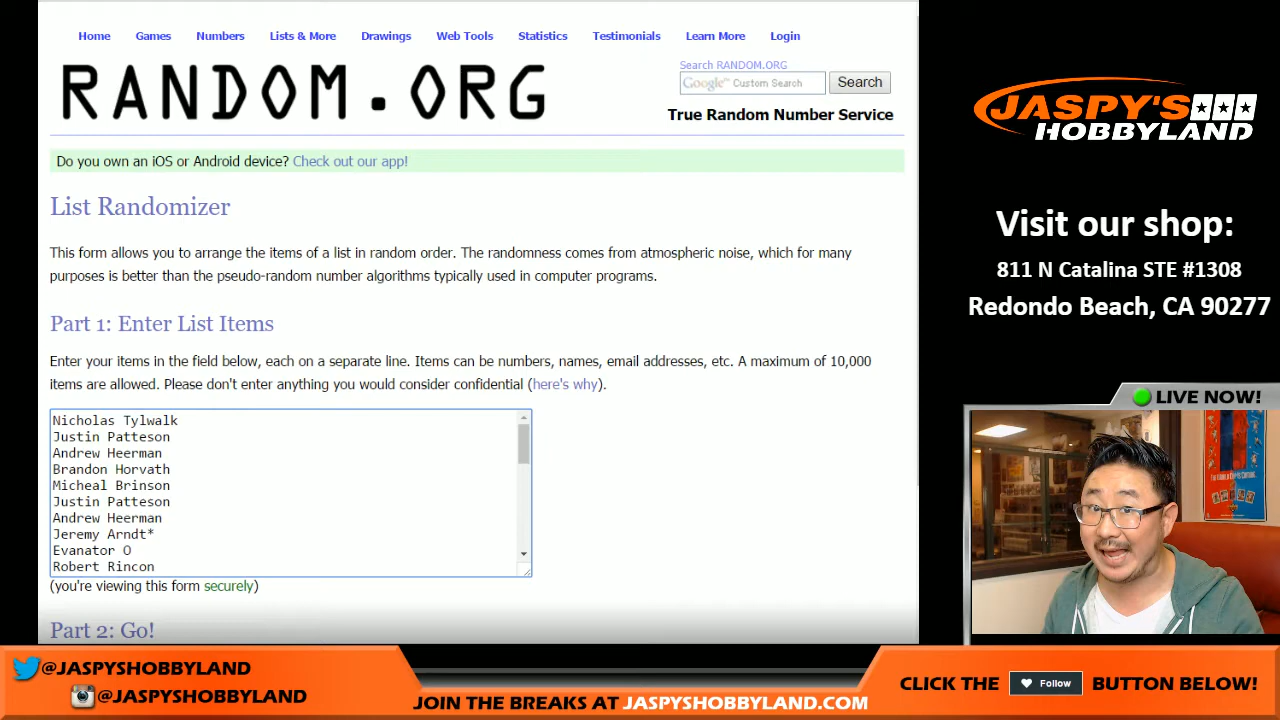 Home Games Numbers Lists & More Drawings Web Tools Statistics Testimonials Learn More Login
RANDOM.ORG
Search RANDOM.ORG
Google™ Custom Search
Search
True Random Number Service
Do you own an iOS or Android device? Check out our app!
List Randomizer
This form allows you to arrange the items of a list in random order. The randomness comes from atmospheric noise, which for many
purposes is better than the pseudo-random number algorithms typically used in computer programs.
Part 1: Enter List Items
Enter your items in the field below, each on a separate line. Items can be numbers, names, email addresses, etc. A maximum of 10,000
items are allowed. Please don't enter anything you would consider confidential (here's why).
Nicholas Tylwalk
Justin Patteson
Andrew Heerman
Brandon Horvath
Micheal Brinson
Justin Patteson
Andrew Heerman
Jeremy Arndt*
Evanator O
Robert Rincon
(you're viewing this form securely)
Part 2: Go!
JASPY'S
HOBBYLAND
Visit our shop:
811 N Catalina STE #1308
Redondo Beach, CA 90277
LIVE NOW!
@JASPYSHOBBYLAND
@JASPYSHOBBYLAND
JOIN THE BREAKS AT JASPYSHOBBYLAND.COM
CLICK THE Follow BUTTON BELOW!